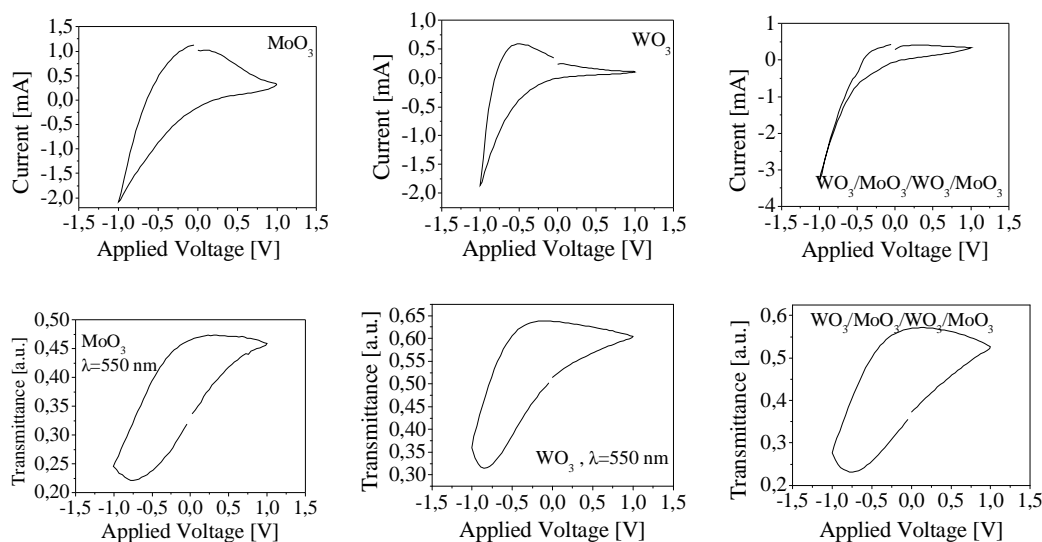 1,5
1,0
0,5
0,0
-0,5
-1,0
-1,5
-2,0
Current [mA]
MoO₃
-1,5 -1,0 -0,5 0,0 0,5 1,0 1,5
Applied Voltage [V]
1,0
0,5
0,0
-0,5
-1,0
-1,5
-2,0
Current [mA]
WO₃
-1,5 -1,0 -0,5 0,0 0,5 1,0 1,5
Applied Voltage [V]
1
0
-1
-2
-3
-4
Current [mA]
WO₃/MoO₃/WO₃/MoO₃
-1,5 -1,0 -0,5 0,0 0,5 1,0 1,5
Applied Voltage [V]
0,50
0,45
0,40
0,35
0,30
0,25
0,20
Transmittance [a.u.]
MoO₃
λ=550 nm
-1,5 -1,0 -0,5 0,0 0,5 1,0 1,5
Applied Voltage [V]
0,65
0,60
0,55
0,50
0,45
0,40
0,35
0,30
Transmittance [a.u.]
WO₃ , λ=550 nm
-1,5 -1,0 -0,5 0,0 0,5 1,0 1,5
Applied Voltage [V]
0,6
0,5
0,4
0,3
0,2
Transmittance [a.u.]
WO₃/MoO₃/WO₃/MoO₃
-1,5 -1,0 -0,5 0,0 0,5 1,0 1,5
Applied Voltage [V]